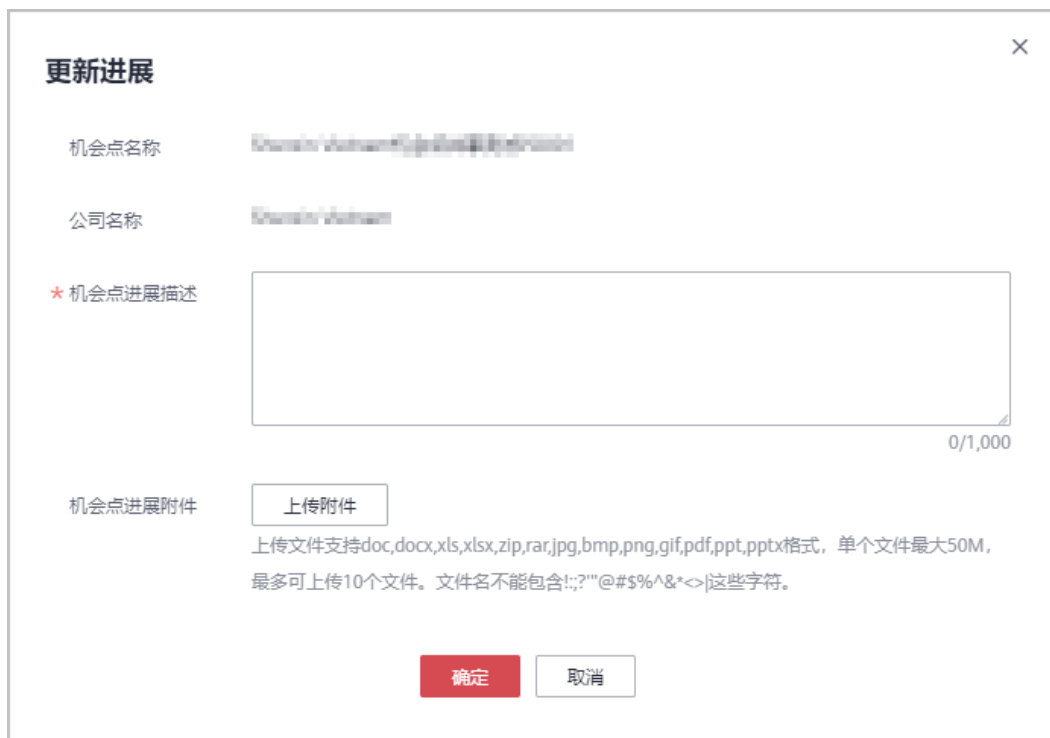 更新进展
机会点名称
公司名称
* 机会点进展描述
0/1,000
机会点进展附件 上传附件
上传文件支持doc,docx,xls,xlsx,zip,rar,jpg,bmp,png,gif,pdf,ppt,pptx格式，单个文件最大50M，
最多可上传10个文件。文件名不能包含!:;?'"@#$%^&*<>|这些字符。
确定 取消